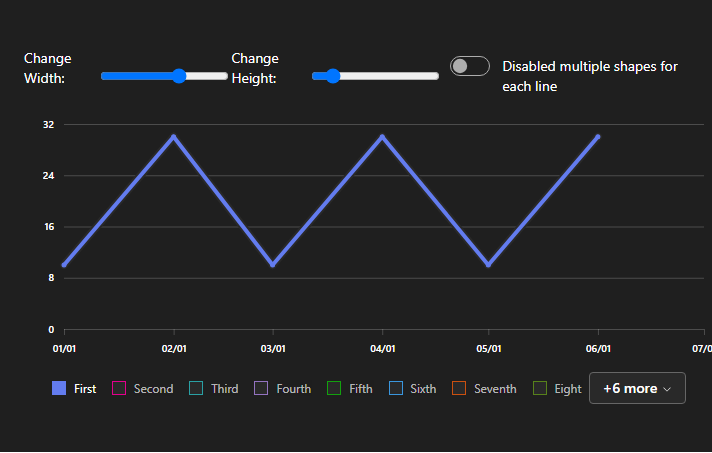 Change
Width:
Change
Height:
Disabled multiple shapes for
each line
32
24
16
8
0
01/01 02/01 03/01 04/01 05/01 06/01 07/0
First Second Third Fourth Fifth Sixth Seventh Eight +6 more